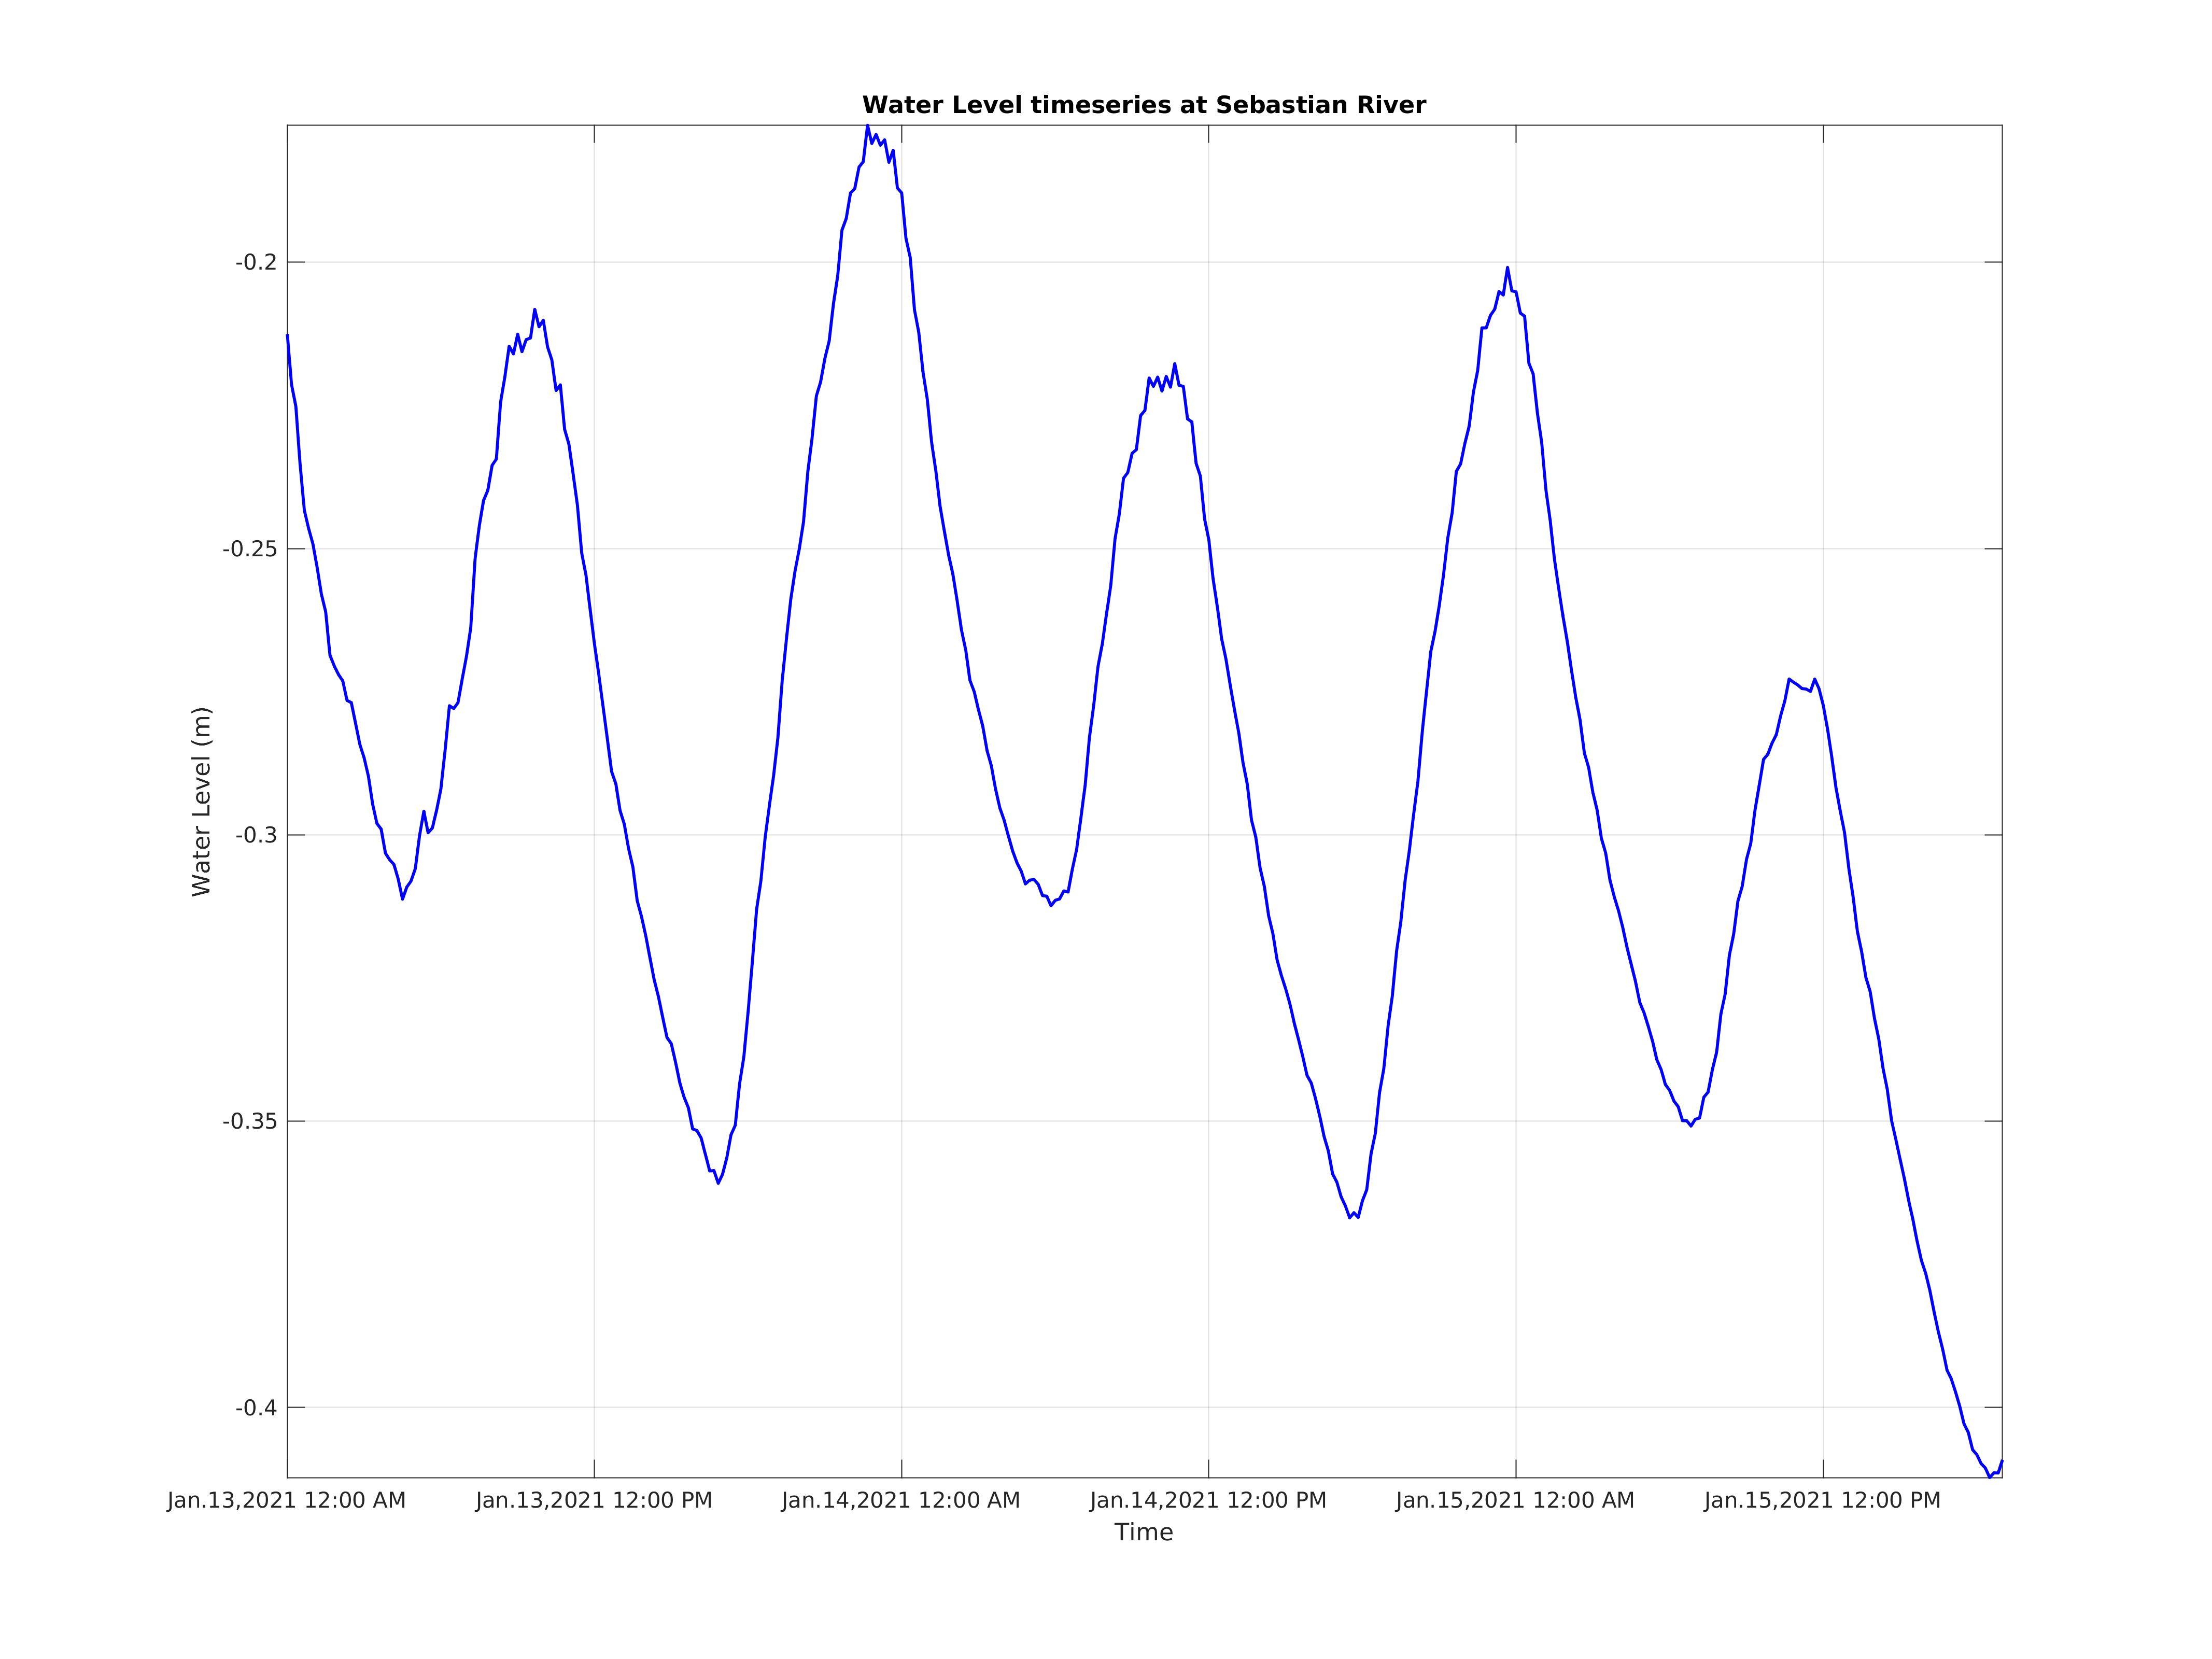 Water Level timeseries at Sebastian River
-0.2
-0.25
-0.3
-0.35
-0.4
Water Level (m)
Jan.13,2021 12:00 AM
Jan.13,2021 12:00 PM
Jan.14,2021 12:00 AM
Jan.14,2021 12:00 PM
Jan.15,2021 12:00 AM
Jan.15,2021 12:00 PM
Time